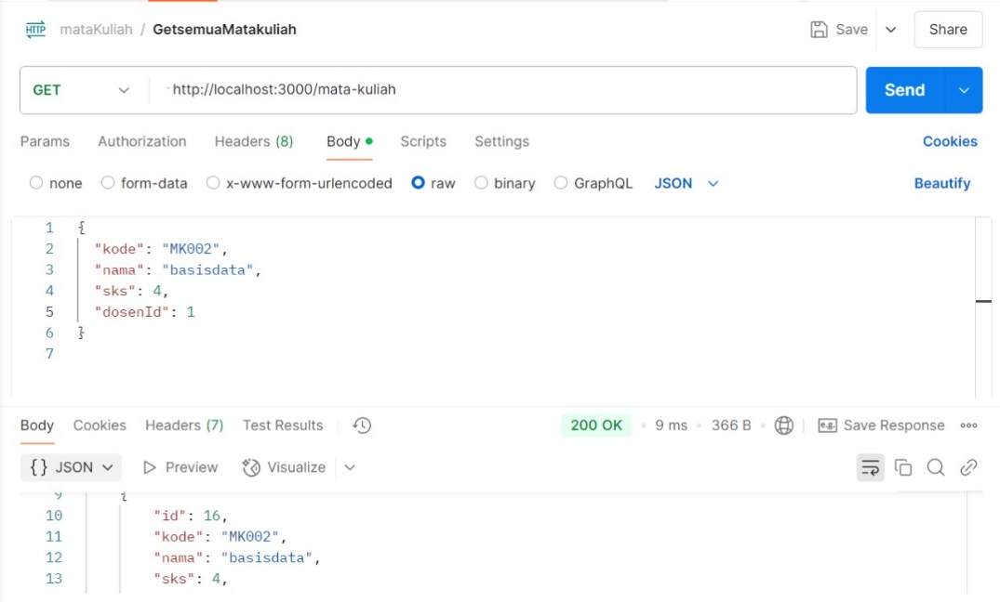 HTTP mataKuliah / GetsemuaMatakuliah Save Share
GET http://localhost:3000/mata-kuliah Send
Params Authorization Headers (8) Body Scripts Settings Cookies
none form-data x-www-form-urlencoded raw binary GraphQL JSON Beautify
1 {
2 "kode": "MK002",
3 "nama": "basisdata",
4 "sks": 4,
5 "dosenId": 1
6 }
7
Body Cookies Headers (7) Test Results 200 OK 9 ms 366 B e.g. Save Response
{} JSON Preview Visualize
9 {
10 "id": 16,
11 "kode": "MK002",
12 "nama": "basisdata",
13 "sks": 4,